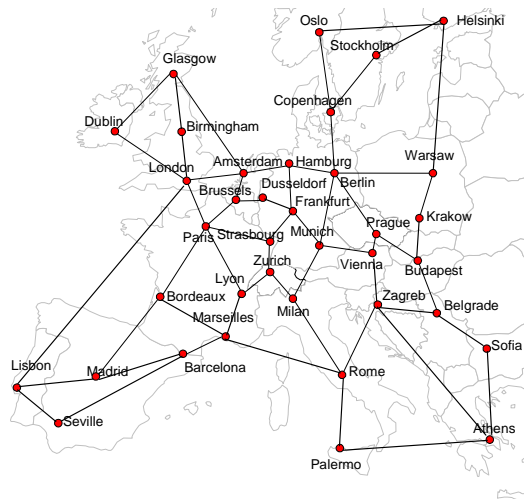 Oslo
Helsinki
Stockholm
Glasgow
Copenhagen
Dublin
Birmingham
London
Amsterdam
Hamburg
Warsaw
Berlin
Brussels
Dusseldorf
Frankfurt
Krakow
Paris
Strasbourg
Munich
Prague
Zurich
Vienna
Budapest
Lyon
Bordeaux
Milan
Zagreb
Belgrade
Marseilles
Sofia
Lisbon
Madrid
Barcelona
Rome
Seville
Athens
Palermo